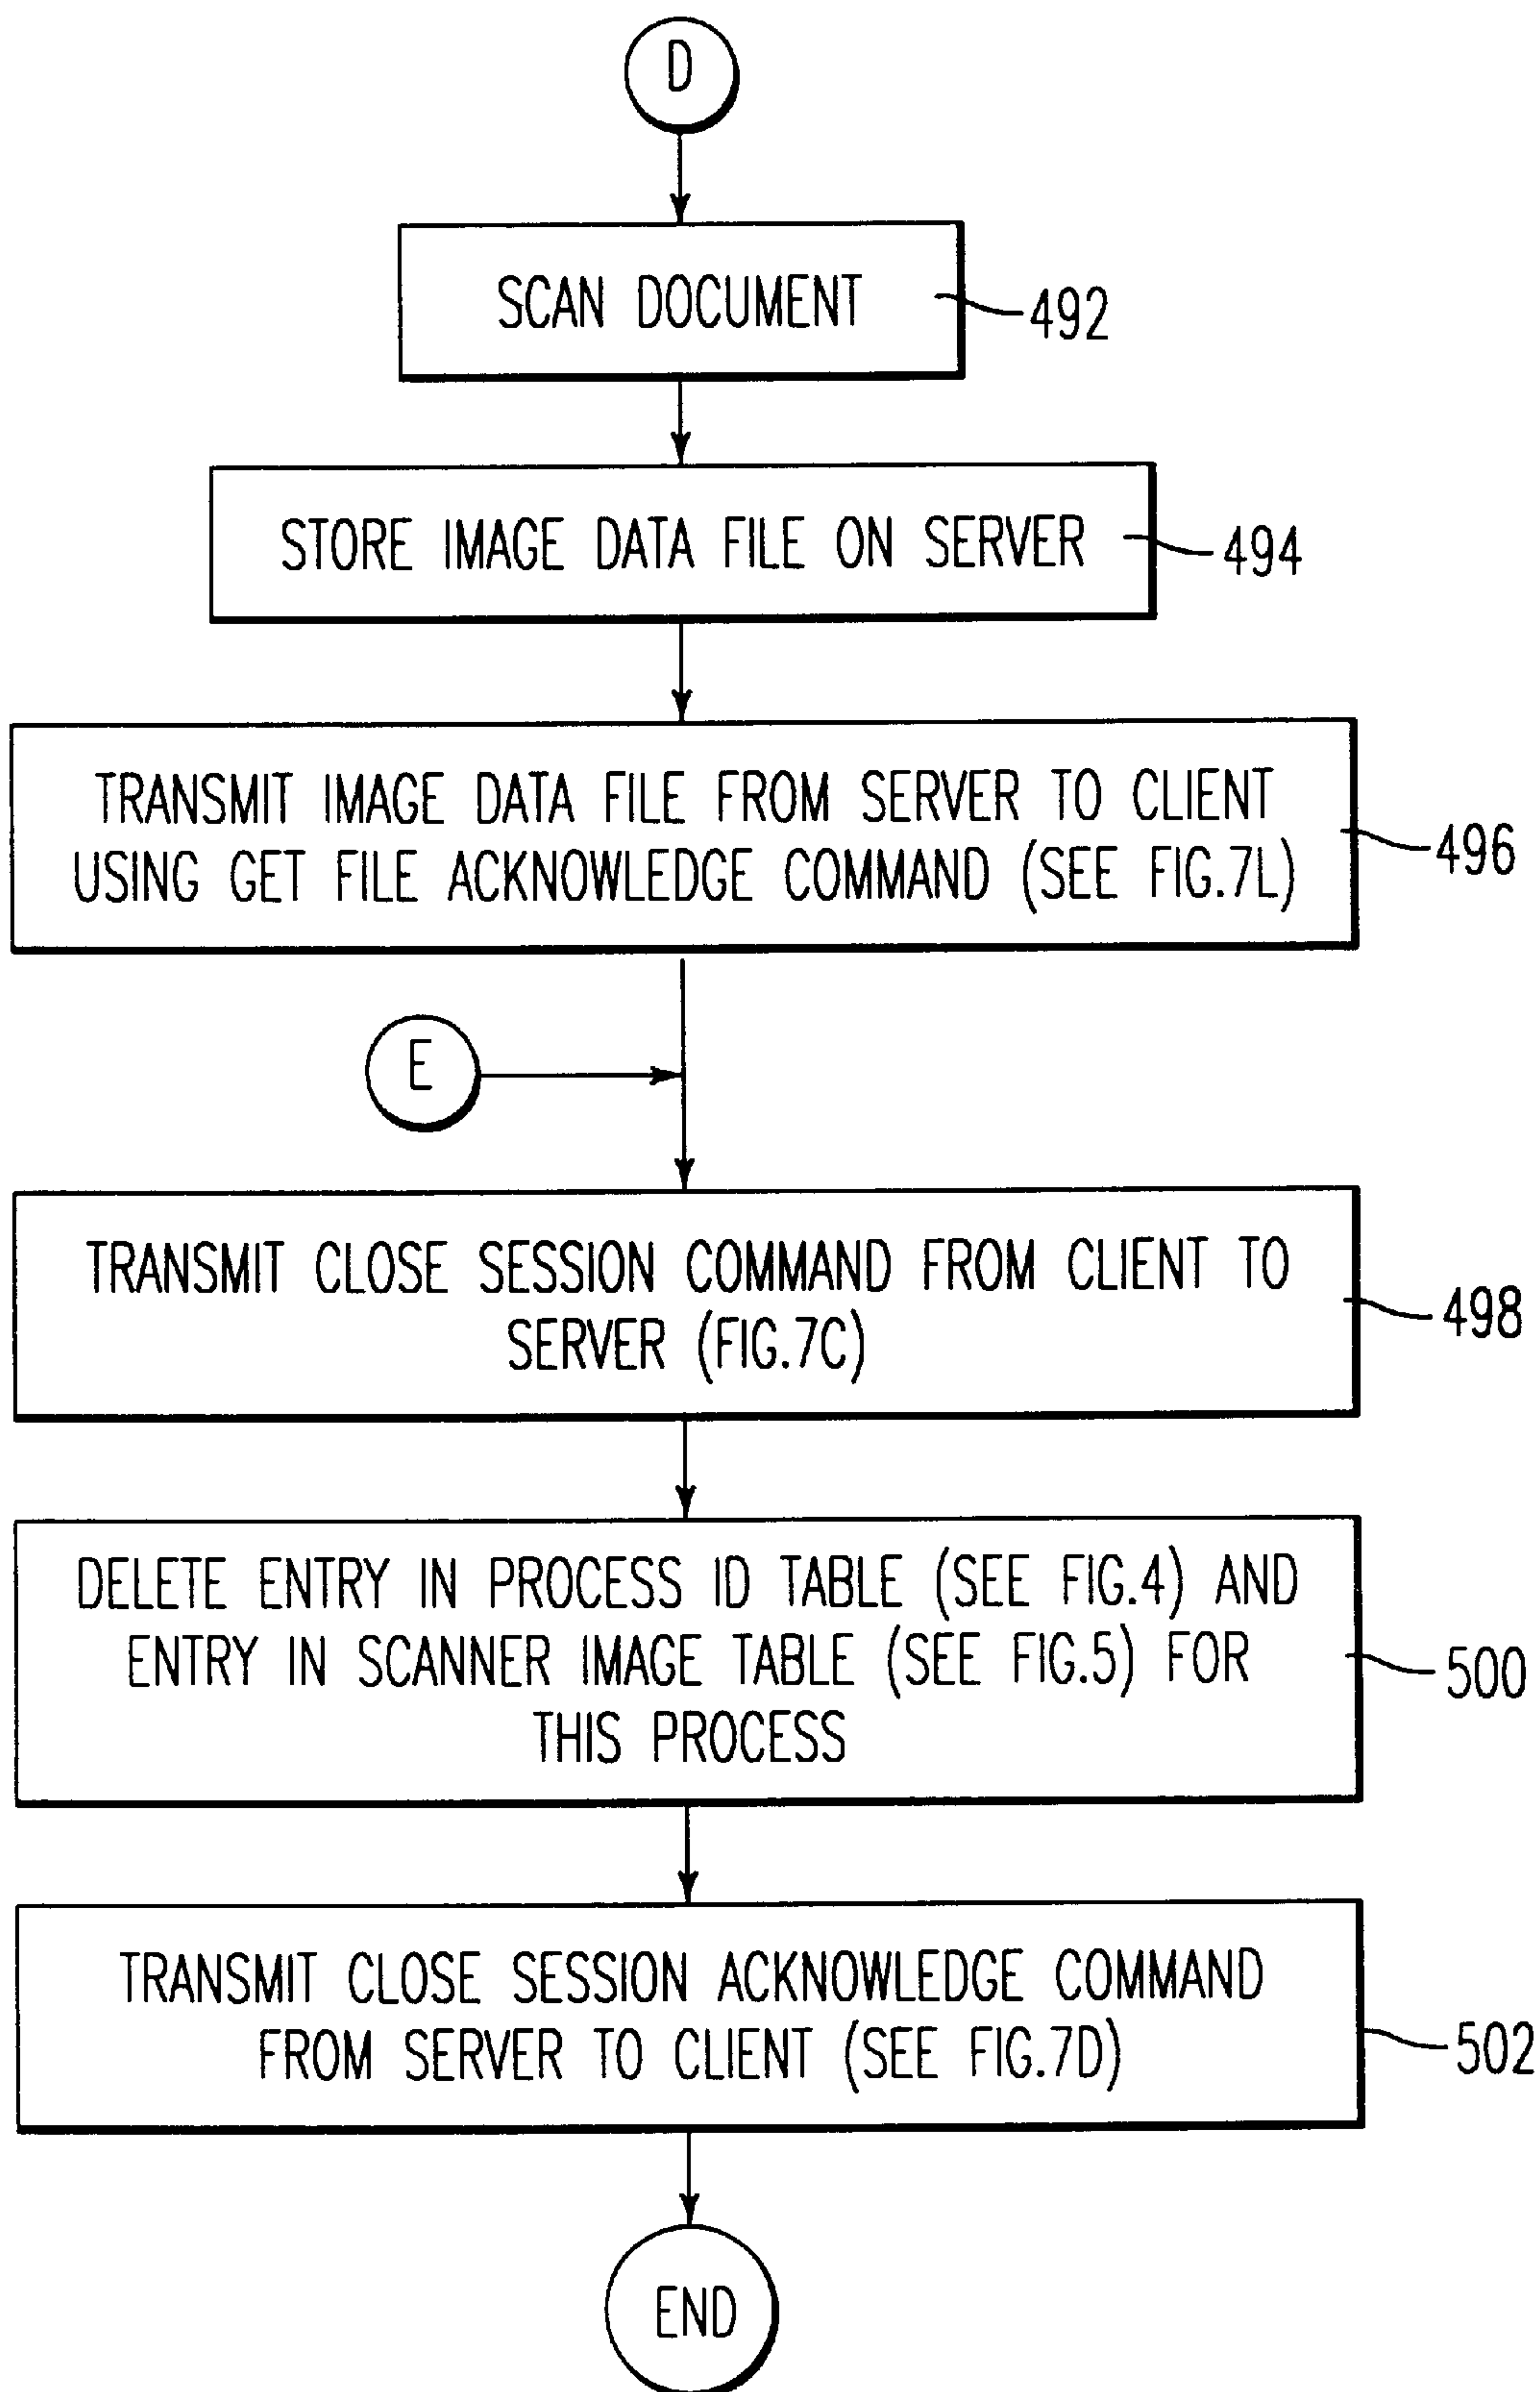 D
SCAN DOCUMENT
492
STORE IMAGE DATA FILE ON SERVER
494
TRANSMIT IMAGE DATA FILE FROM SERVER TO CLIENT
USING GET FILE ACKNOWLEDGE COMMAND (SEE FIG.7L)
496
E
TRANSMIT CLOSE SESSION COMMAND FROM CLIENT TO
SERVER (FIG.7C)
498
DELETE ENTRY IN PROCESS ID TABLE (SEE FIG.4) AND
ENTRY IN SCANNER IMAGE TABLE (SEE FIG.5) FOR
THIS PROCESS
500
TRANSMIT CLOSE SESSION ACKNOWLEDGE COMMAND
FROM SERVER TO CLIENT (SEE FIG.7D)
502
END